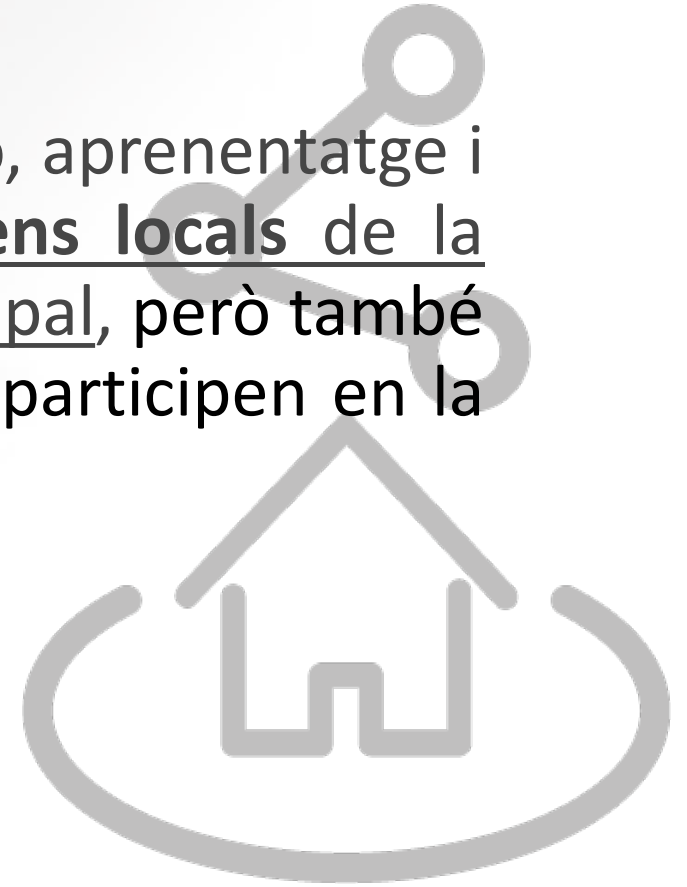 , aprenentatge i
ens locals de la
pal, però també
participen en la